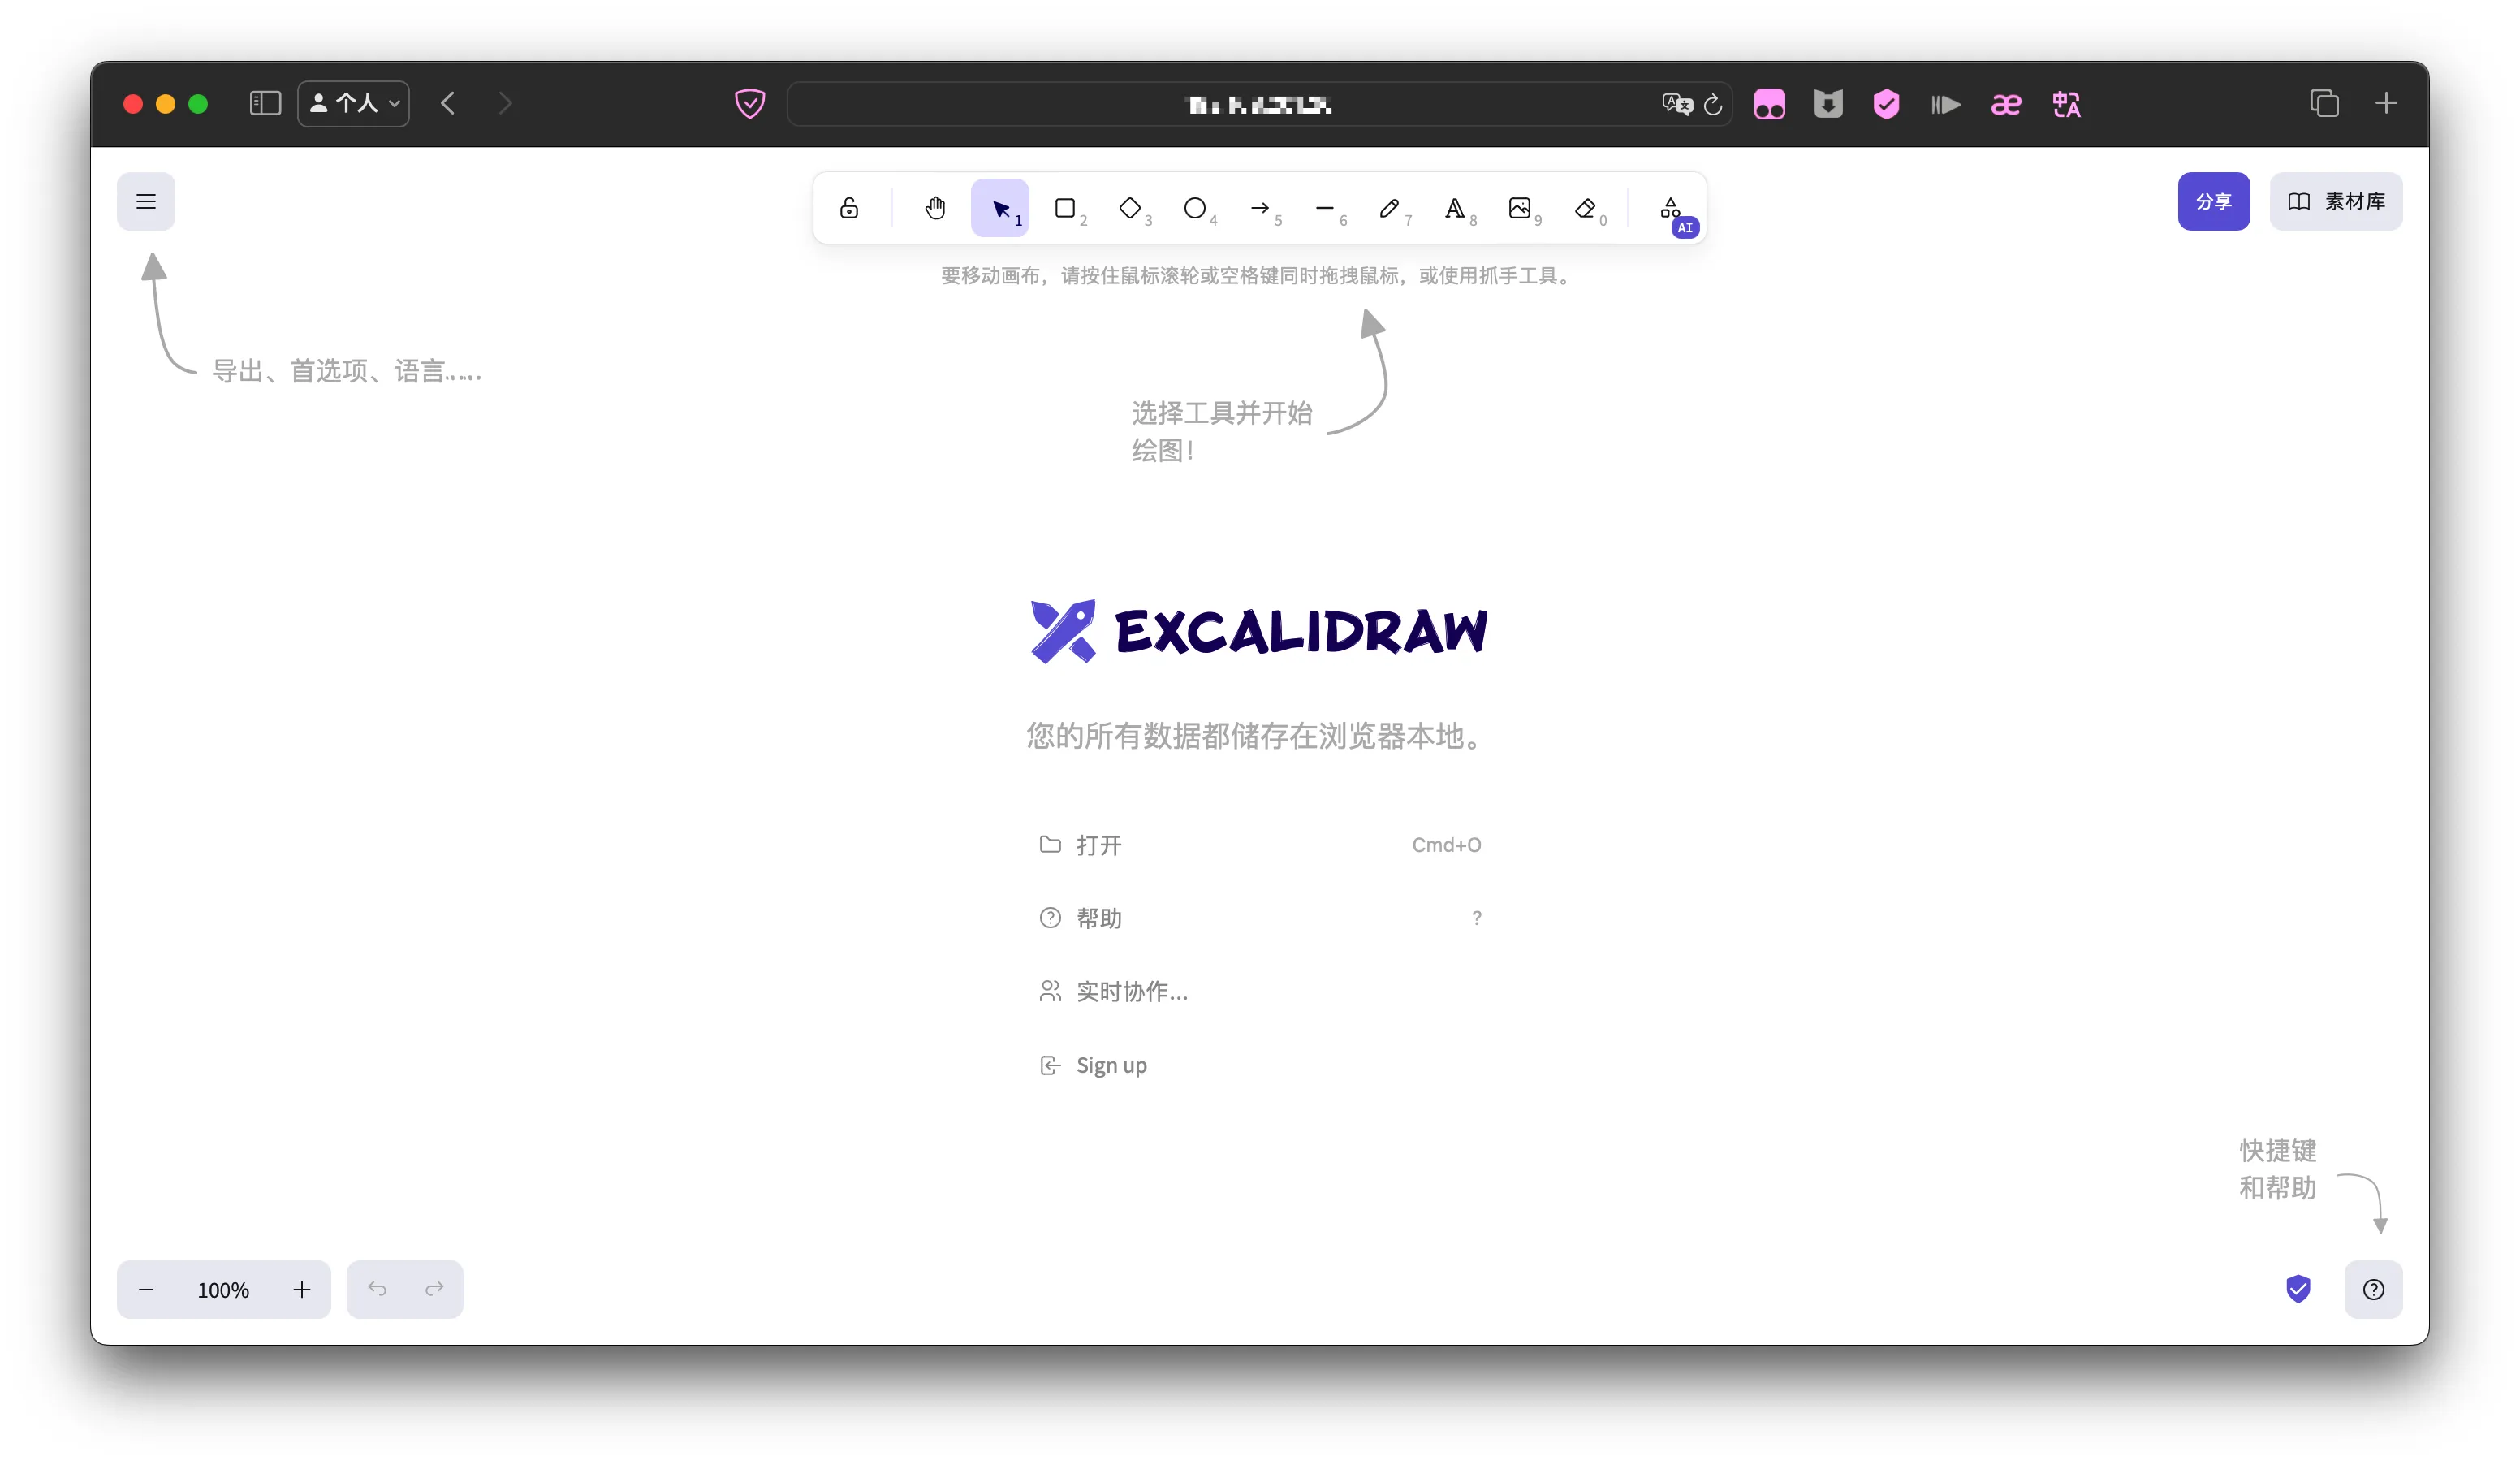 个人
1
2
3
4
5
6
7
8
9
0
AI
分享
素材库
要移动画布，请按住鼠标滚轮或空格键同时拖拽鼠标，或使用抓手工具。
导出、首选项、语言……
选择工具并开始
绘图！
EXCALIDRAW
您的所有数据都储存在浏览器本地。
打开 Cmd+O
帮助 ?
实时协作...
Sign up
快捷键
和帮助
100%